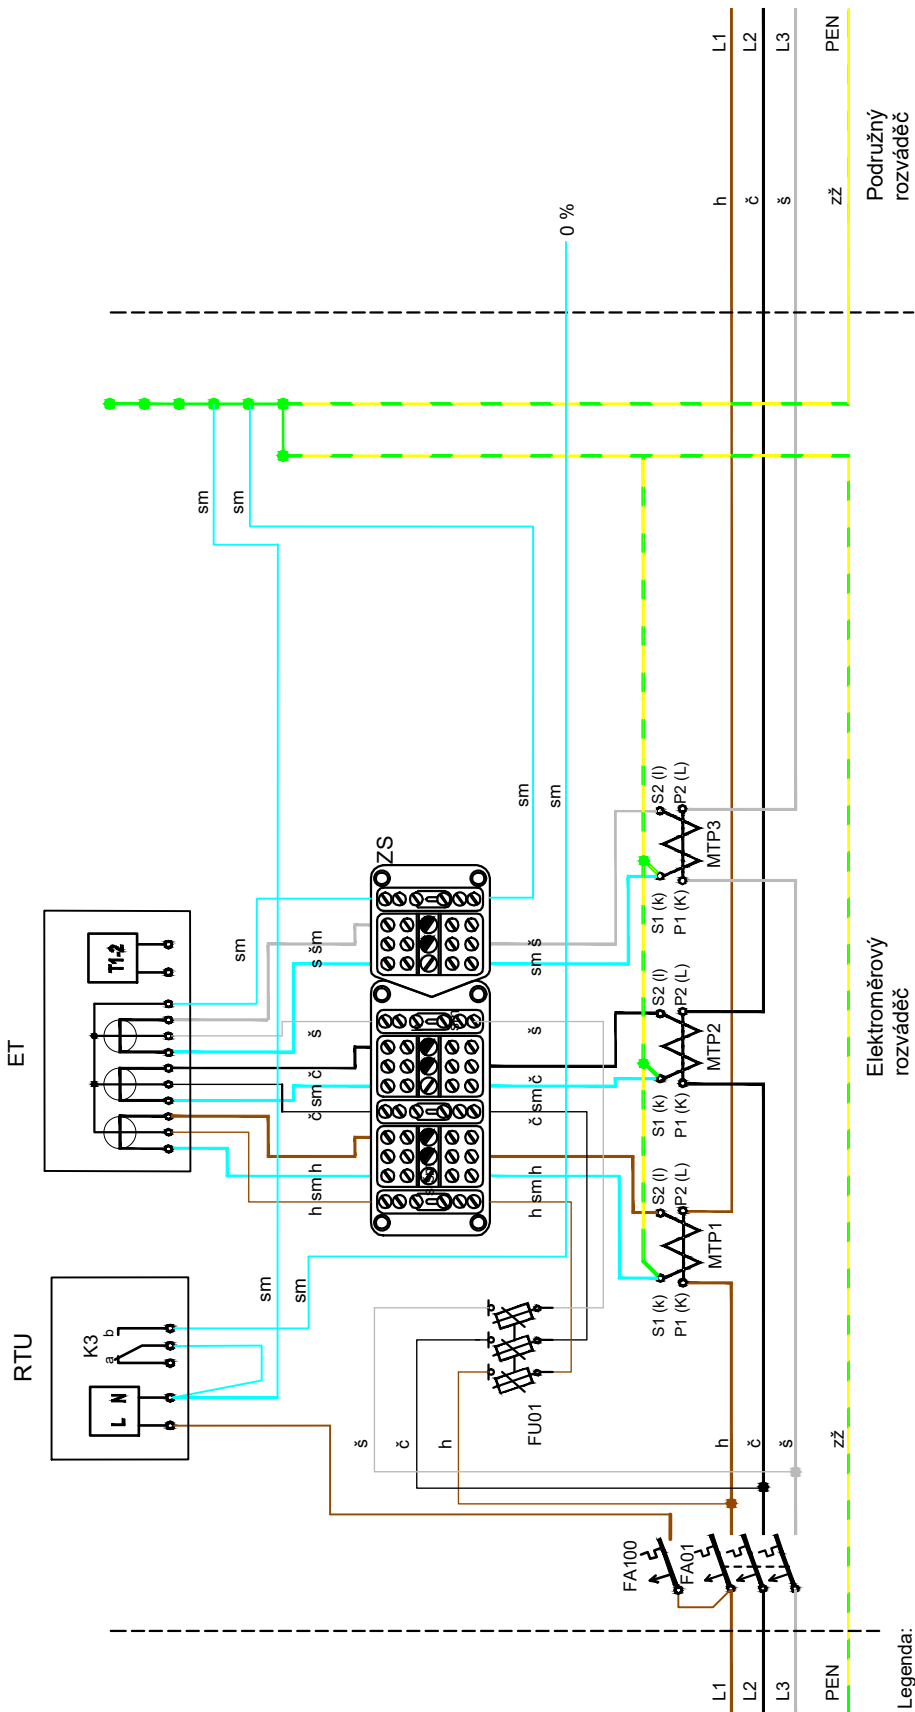 L1
L2
L3
PEN
h
č
š
zž
Podružný
rozváděč
0 %
sm
sm
sm
sm
ZS
ET
T1-2
sm
š šm
š
č
sm
č
h
sm
h
sm š
š
č
sm
č
h
sm
h
sm
S2 (l)
P2 (L)
MTP3
S1 (k)
P1 (K)
S2 (l)
P2 (L)
MTP2
S1 (k)
P1 (K)
S2 (l)
P2 (L)
MTP1
S1 (k)
P1 (K)
Elektroměrový
rozváděč
RTU
K3
a
b
L N
sm
sm
FU01
š
č
h
h
č
š
zž
FA100
FA01
L1
L2
L3
PEN
Legenda: